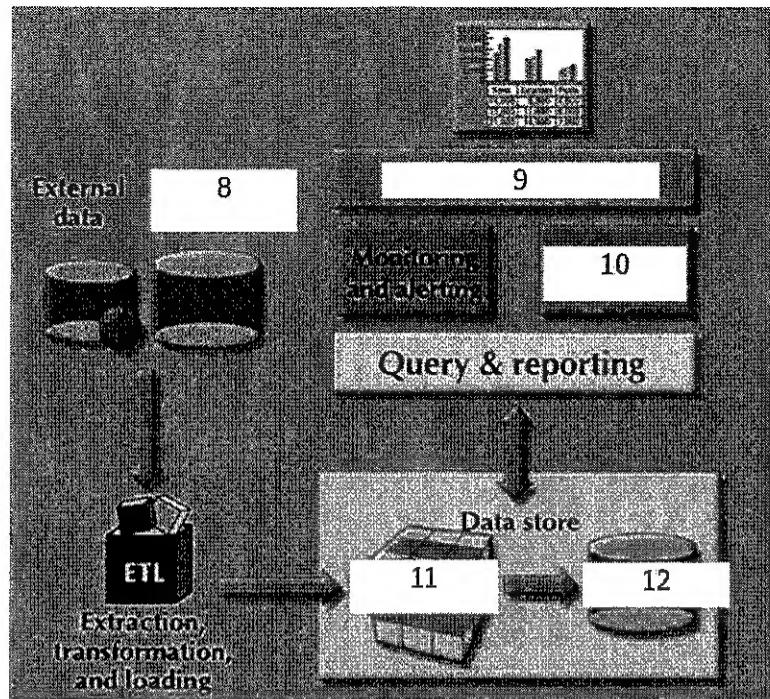 External
data
8
9
Monitoring
and alerting
10
Query & reporting
Data store
11
12
ETL
Extraction,
transformation,
and loading